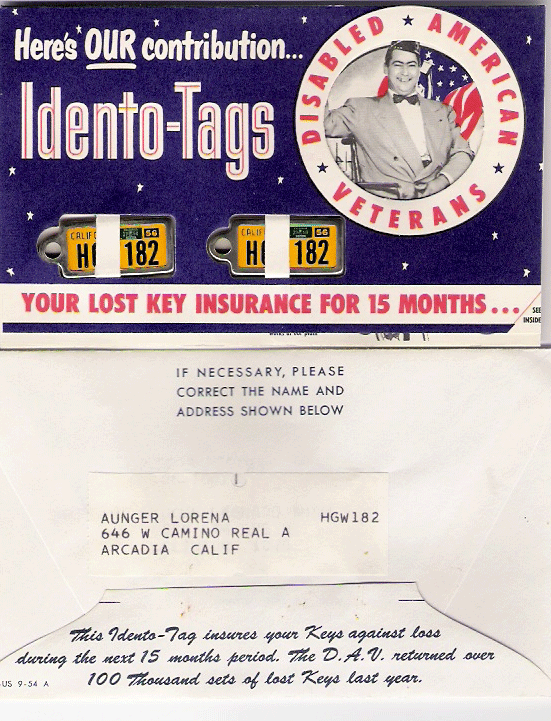 Here's OUR contribution...
Idento-Tags
DISABLED AMERICAN VETERANS
CALIF 56
HG 182
CALIF 56
H 182
YOUR LOST KEY INSURANCE FOR 15 MONTHS...
SEE
INSIDE
IF NECESSARY, PLEASE
CORRECT THE NAME AND
ADDRESS SHOWN BELOW
AUNGER LORENA HGW182
646 W CAMINO REAL A
ARCADIA CALIF
This Idento-Tag insures your Keys against loss
during the next 15 months period. The D.A.V. returned over
100 Thousand sets of lost Keys last year.
US 9-54 A